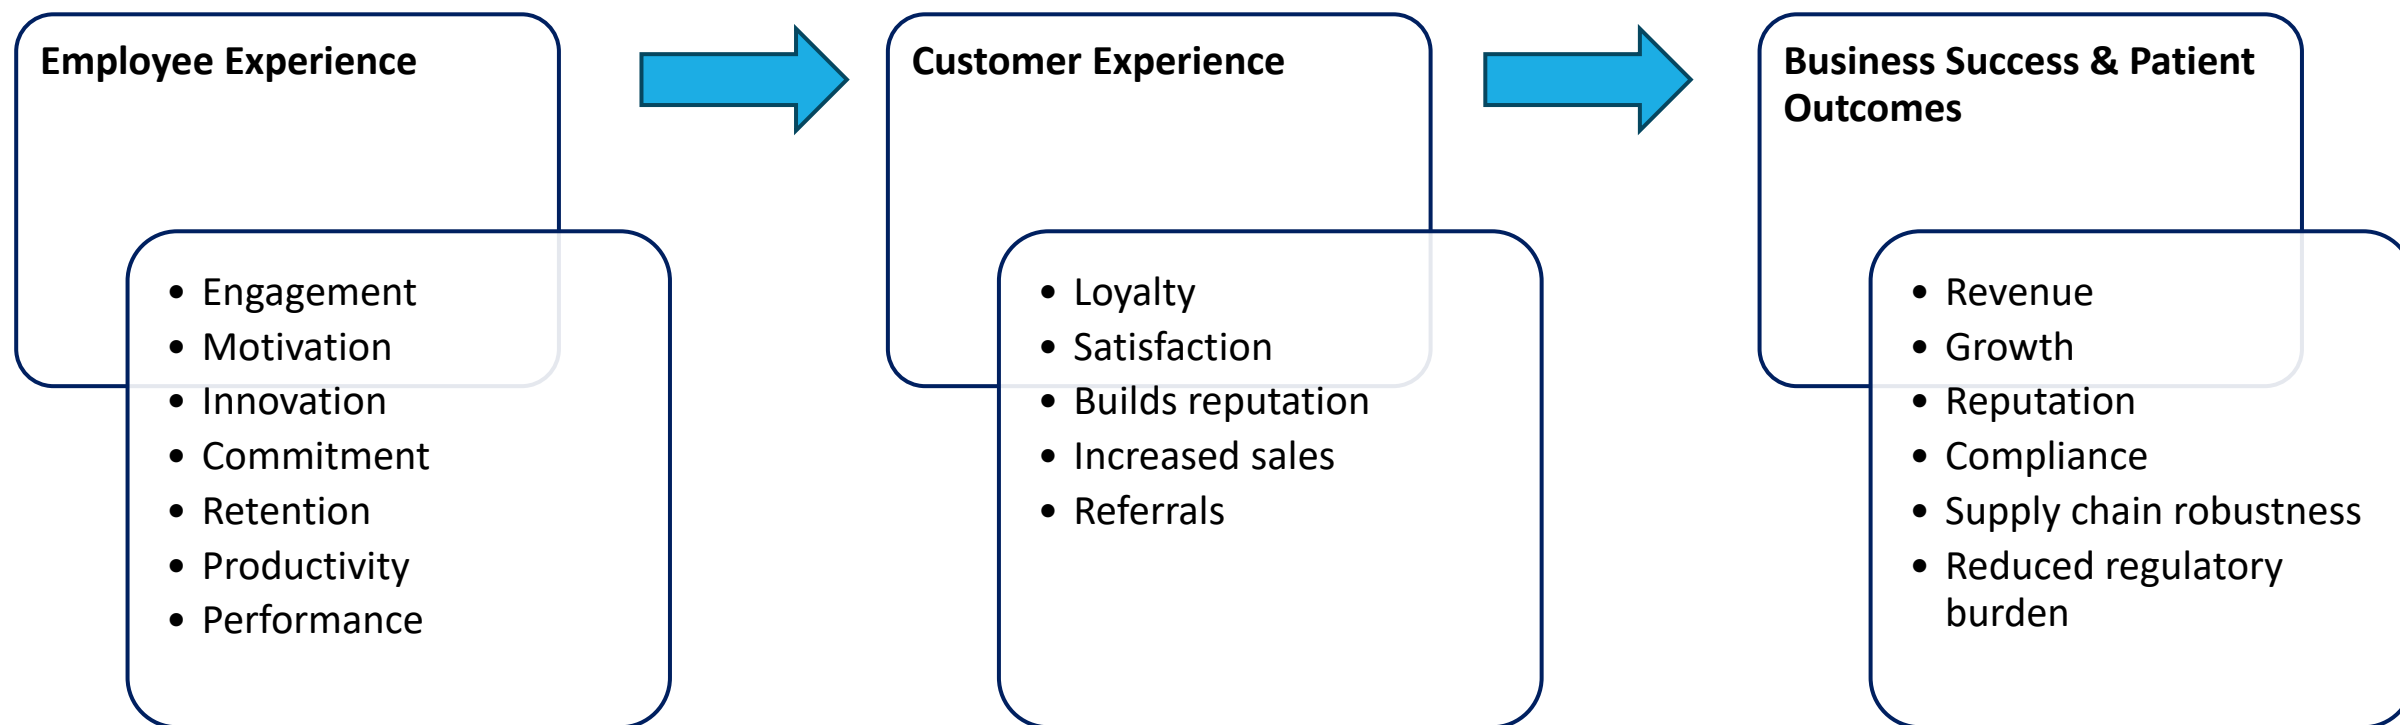 Employee Experience
• Engagement
• Motivation
• Innovation
• Commitment
• Retention
• Productivity
• Performance
Customer Experience
• Loyalty
• Satisfaction
• Builds reputation
• Increased sales
• Referrals
Business Success & Patient
Outcomes
• Revenue
• Growth
• Reputation
• Compliance
• Supply chain robustness
• Reduced regulatory
burden